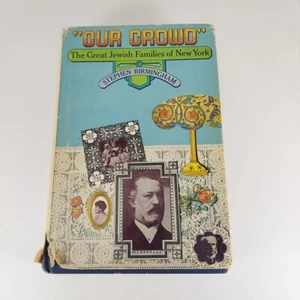 "OUR CROWD"
The Great Jewish Families of New York
STEPHEN BIRMINGHAM